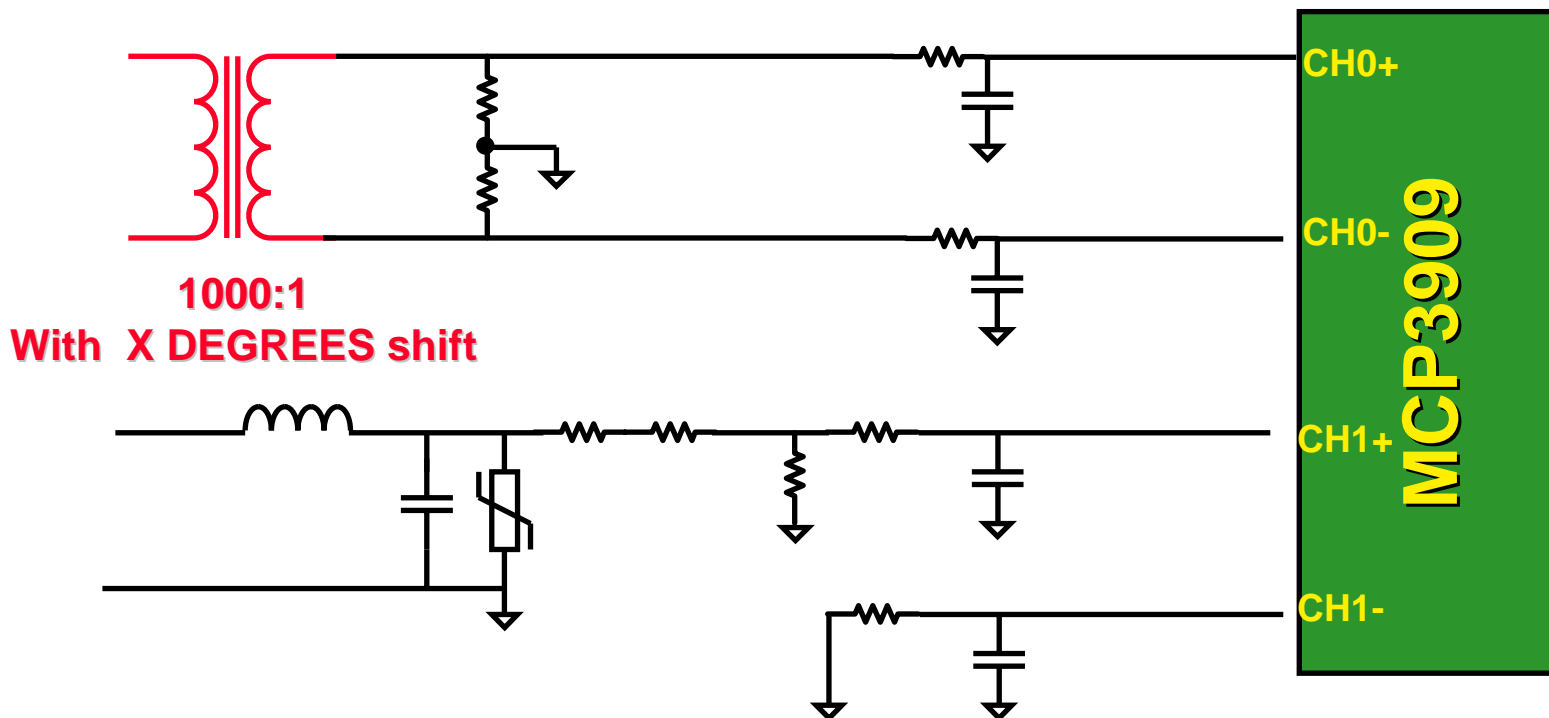 CH0+
CH0-
1000:1
With X DEGREES shift
CH1+
MCP3909
CH1-